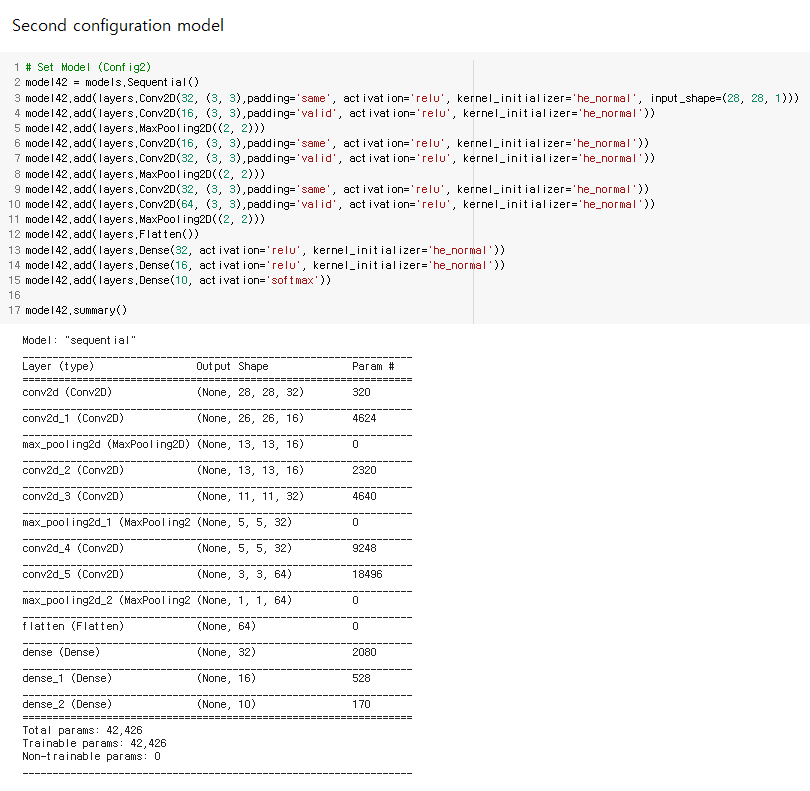 Second configuration model
1 # Set Model (Config2)
2 model42 = models.Sequential()
3 model42.add(layers.Conv2D(32, (3, 3),padding='same', activation='relu', kernel_initializer='he_normal', input_shape=(28, 28, 1)))
4 model42.add(layers.Conv2D(16, (3, 3),padding='valid', activation='relu', kernel_initializer='he_normal'))
5 model42.add(layers.MaxPooling2D((2, 2)))
6 model42.add(layers.Conv2D(16, (3, 3),padding='same', activation='relu', kernel_initializer='he_normal'))
7 model42.add(layers.Conv2D(32, (3, 3),padding='valid', activation='relu', kernel_initializer='he_normal'))
8 model42.add(layers.MaxPooling2D((2, 2)))
9 model42.add(layers.Conv2D(32, (3, 3),padding='same', activation='relu', kernel_initializer='he_normal'))
10 model42.add(layers.Conv2D(64, (3, 3),padding='valid', activation='relu', kernel_initializer='he_normal'))
11 model42.add(layers.MaxPooling2D((2, 2)))
12 model42.add(layers.Flatten())
13 model42.add(layers.Dense(32, activation='relu', kernel_initializer='he_normal'))
14 model42.add(layers.Dense(16, activation='relu', kernel_initializer='he_normal'))
15 model42.add(layers.Dense(10, activation='softmax'))
16
17 model42.summary()
Model: "sequential"
Layer (type) Output Shape Param #
conv2d (Conv2D) (None, 28, 28, 32) 320
conv2d_1 (Conv2D) (None, 26, 26, 16) 4624
max_pooling2d (MaxPooling2D) (None, 13, 13, 16) 0
conv2d_2 (Conv2D) (None, 13, 13, 16) 2320
conv2d_3 (Conv2D) (None, 11, 11, 32) 4640
max_pooling2d_1 (MaxPooling2 (None, 5, 5, 32) 0
conv2d_4 (Conv2D) (None, 5, 5, 32) 9248
conv2d_5 (Conv2D) (None, 3, 3, 64) 18496
max_pooling2d_2 (MaxPooling2 (None, 1, 1, 64) 0
flatten (Flatten) (None, 64) 0
dense (Dense) (None, 32) 2080
dense_1 (Dense) (None, 16) 528
dense_2 (Dense) (None, 10) 170
Total params: 42,426
Trainable params: 42,426
Non-trainable params: 0